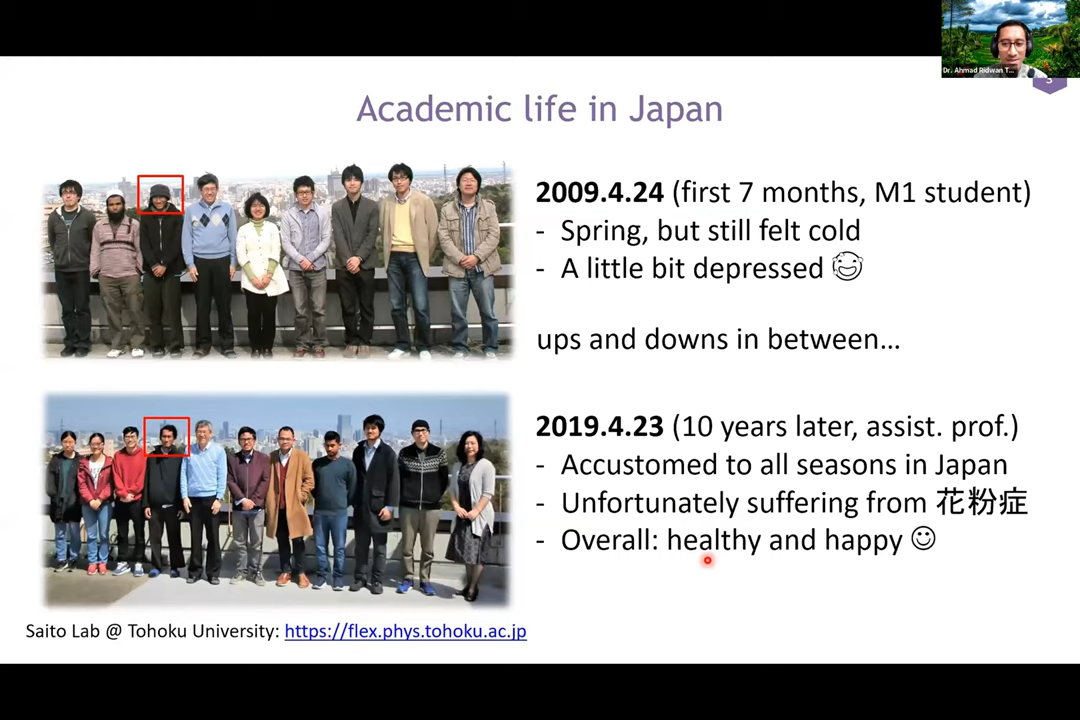 Dr. Ahmad Ridwan T...
3
Academic life in Japan
2009.4.24 (first 7 months, M1 student)
- Spring, but still felt cold
- A little bit depressed
ups and downs in between...
2019.4.23 (10 years later, assist. prof.)
- Accustomed to all seasons in Japan
- Unfortunately suffering from 花粉症
- Overall: healthy and happy ☺
Saito Lab @ Tohoku University: https://flex.phys.tohoku.ac.jp